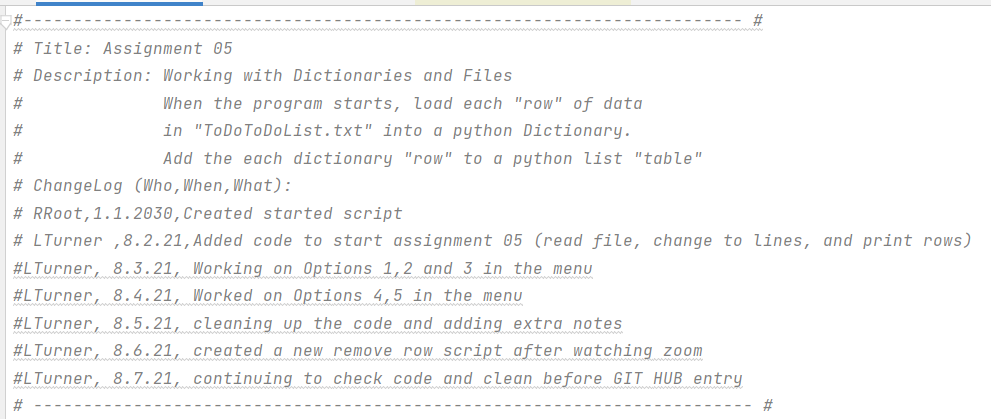 #------------------------------------------------------------------------ #
# Title: Assignment 05
# Description: Working with Dictionaries and Files
#              When the program starts, load each "row" of data
#              in "ToDoToDoList.txt" into a python Dictionary.
#              Add the each dictionary "row" to a python list "table"
# ChangeLog (Who,When,What):
# RRoot,1.1.2030,Created started script
# LTurner ,8.2.21,Added code to start assignment 05 (read file, change to lines, and print rows)
#LTurner, 8.3.21, Working on Options 1,2 and 3 in the menu
#LTurner, 8.4.21, Worked on Options 4,5 in the menu
#LTurner, 8.5.21, cleaning up the code and adding extra notes
#LTurner, 8.6.21, created a new remove row script after watching zoom
#LTurner, 8.7.21, continuing to check code and clean before GIT HUB entry
# ------------------------------------------------------------------------ #